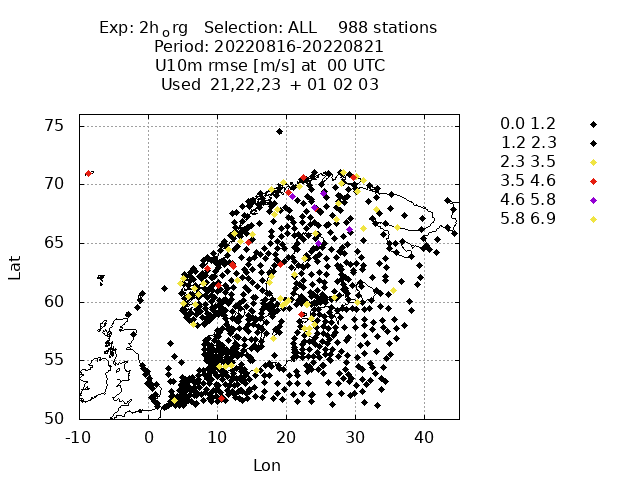 Exp: 2h_org   Selection: ALL    988 stations
Period: 20220816-20220821
U10m rmse [m/s] at  00 UTC
Used  21,22,23  + 01 02 03
75
70
65
60
55
50
-10 0 10 20 30 40
Lat
Lon
0.0 1.2
1.2 2.3
2.3 3.5
3.5 4.6
4.6 5.8
5.8 6.9